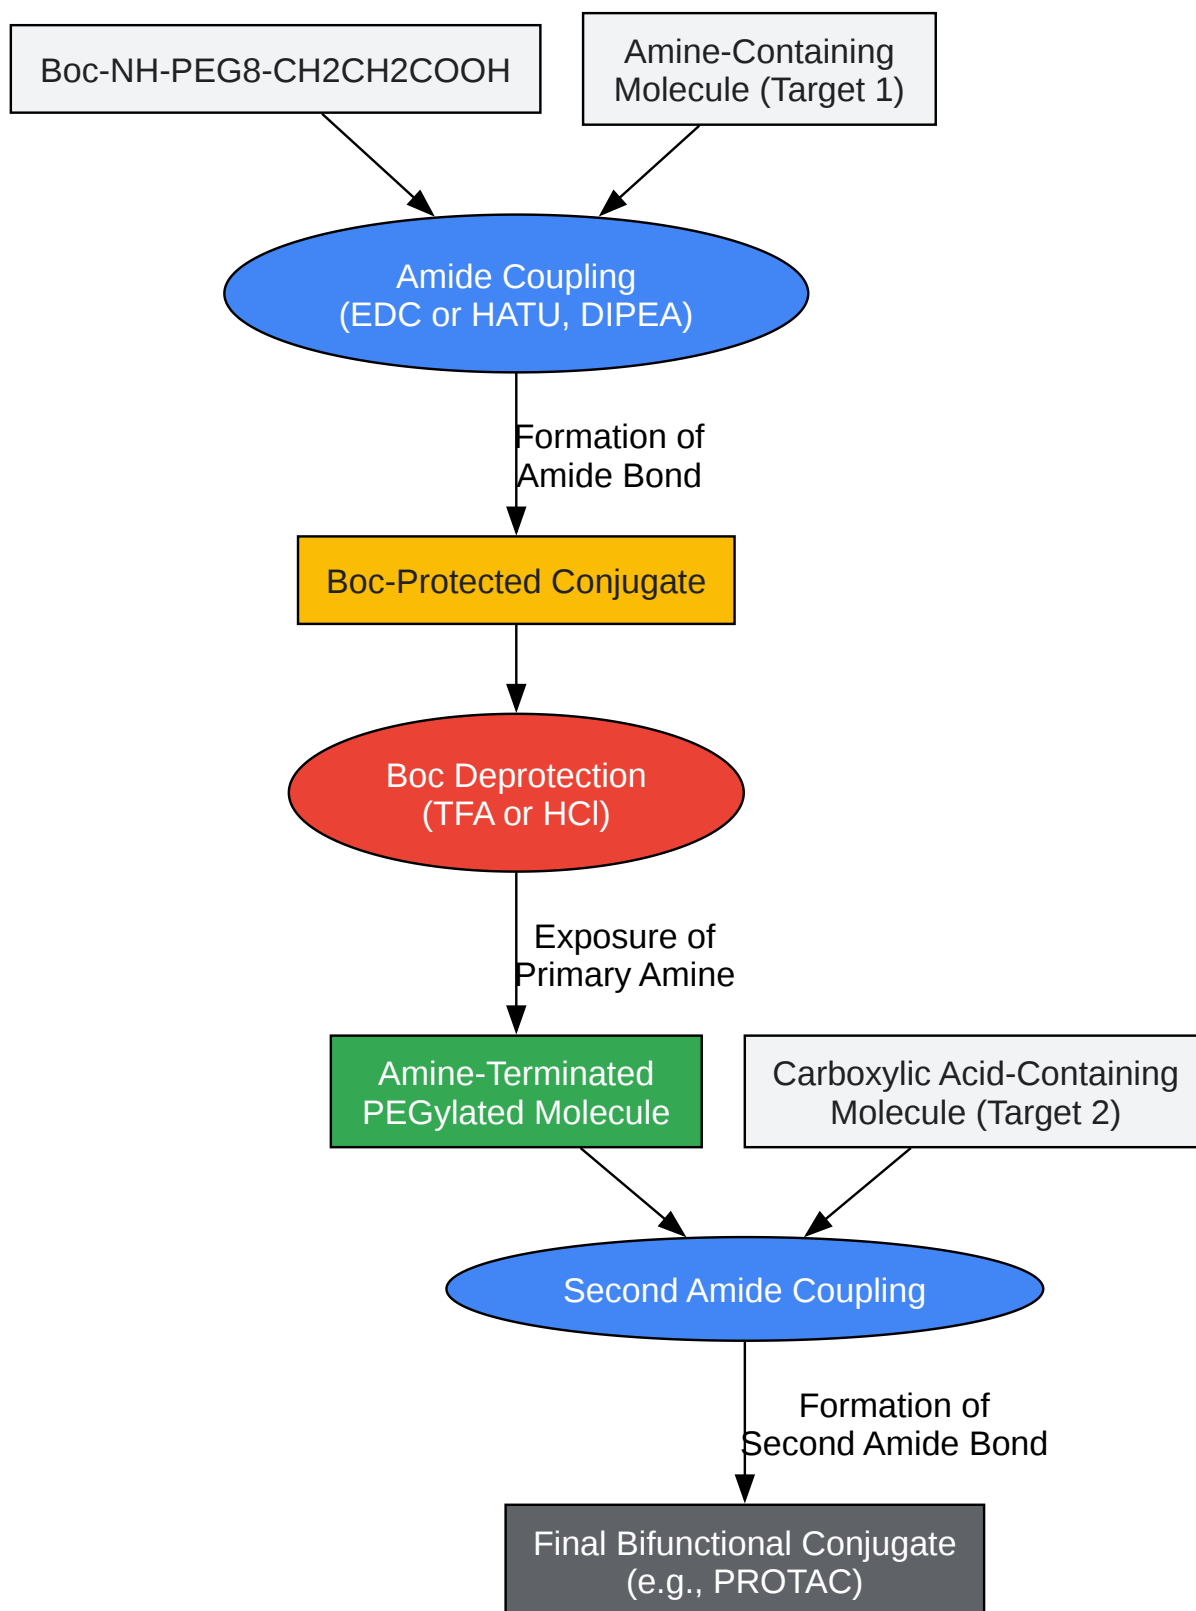 Boc-NH-PEG8-CH2CH2COOH
Amine-Containing
Molecule (Target 1)
Amide Coupling
(EDC or HATU, DIPEA)
Formation of
Amide Bond
Boc-Protected Conjugate
Boc Deprotection
(TFA or HCl)
Exposure of
Primary Amine
Amine-Terminated
PEGylated Molecule
Carboxylic Acid-Containing
Molecule (Target 2)
Second Amide Coupling
Formation of
Second Amide Bond
Final Bifunctional Conjugate
(e.g., PROTAC)